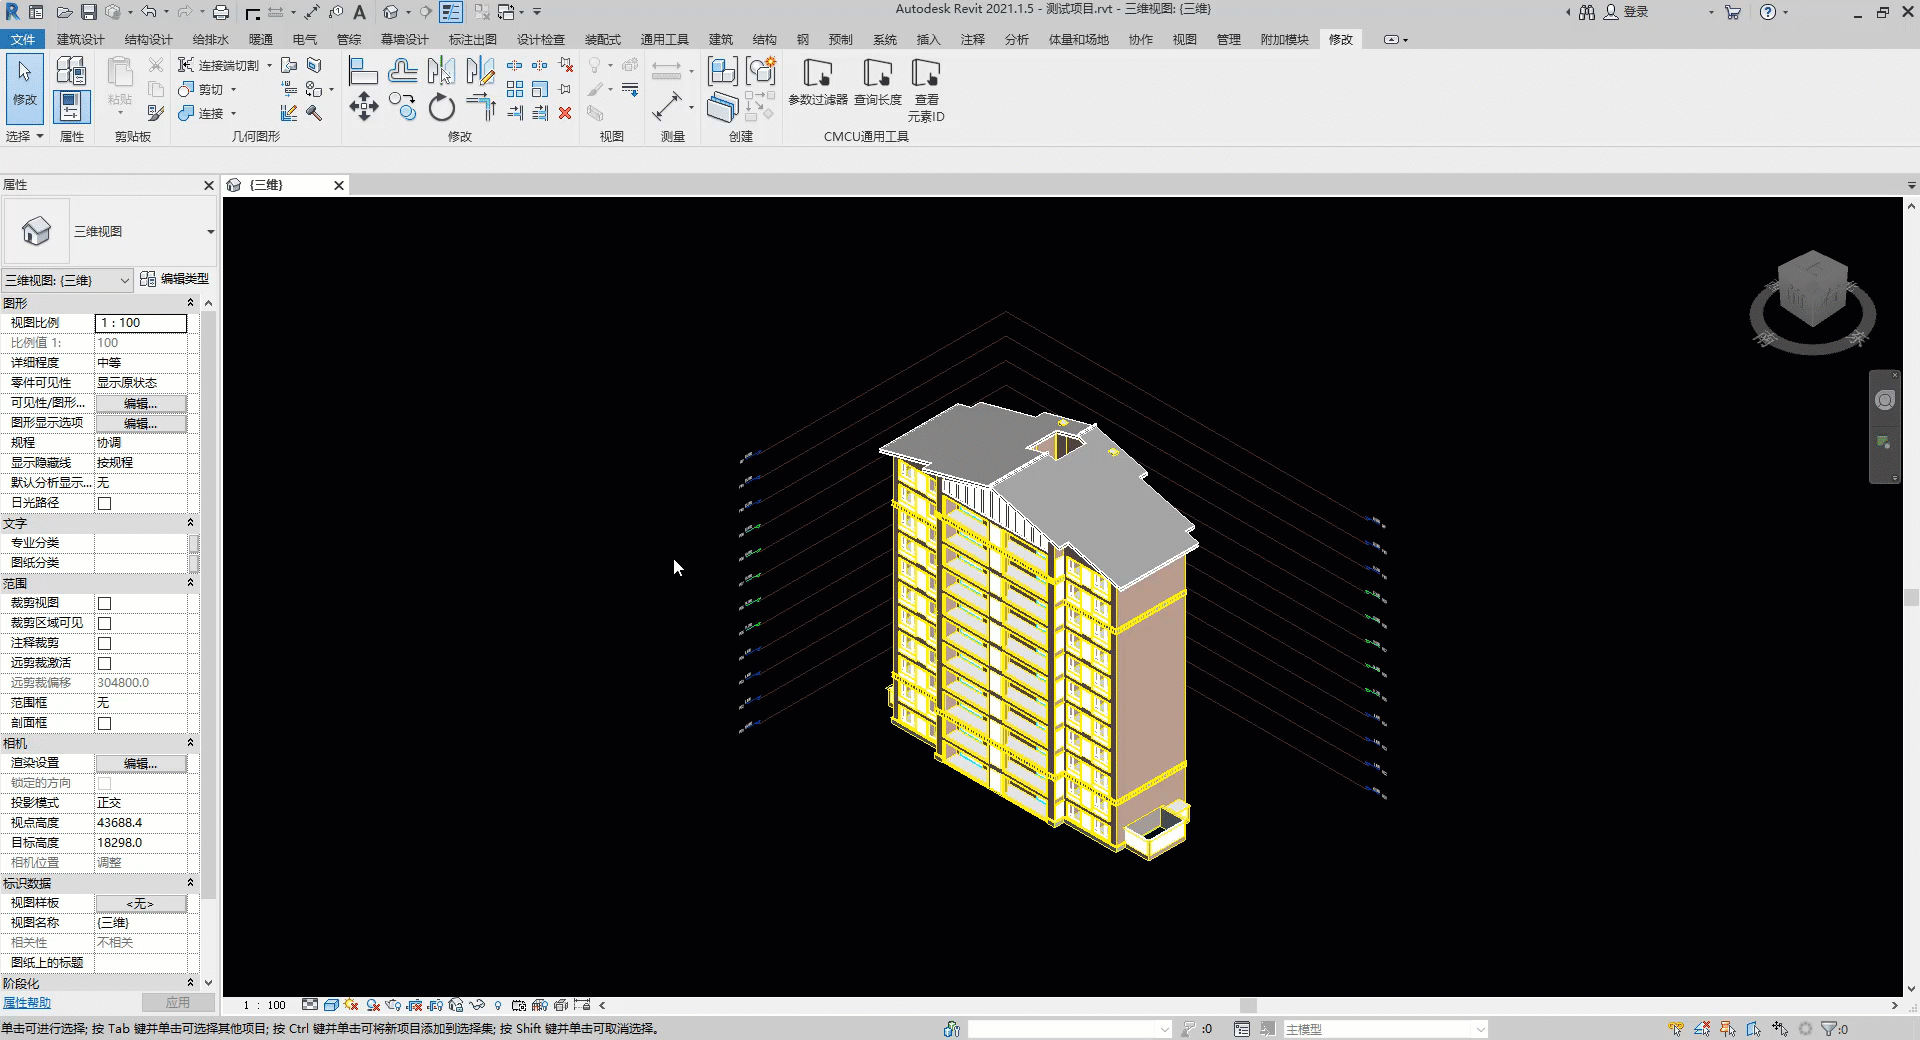 Autodesk Revit 2021.1.5 - 测试项目.rvt - 三维视图: {三维}
登录
文件 建筑设计 结构设计 给排水 暖通 电气 管综 幕墙设计 标注出图 设计检查 装配式 通用工具 建筑 结构 钢 预制 系统 插入 注释 分析 体量和场地 协作 视图 管理 附加模块 修改
修改
粘贴
连接端切割
剪切
连接
参数过滤器 查询长度 查看
元素ID
选择 属性 剪贴板 几何图形 修改 视图 测量 创建 CMCU通用工具
属性
{三维}
三维视图
三维视图: {三维} 编辑类型
图形
视图比例 1 : 100
比例值 1: 100
详细程度 中等
零件可见性 显示原状态
可见性/图形... 编辑...
图形显示选项 编辑...
规程 协调
显示隐藏线 按规程
默认分析显示... 无
日光路径
文字
专业分类
图纸分类
范围
裁剪视图
裁剪区域可见
注释裁剪
远剪裁激活
远剪裁偏移 304800.0
范围框 无
剖面框
相机
渲染设置 编辑...
锁定的方向
投影模式 正交
视点高度 43688.4
目标高度 18298.0
相机位置 调整
标识数据
视图样板 <无>
视图名称 {三维}
相关性 不相关
图纸上的标题
阶段化
属性帮助 应用
1 : 100
单击可进行选择; 按 Tab 键并单击可选择其他项目; 按 Ctrl 键并单击可将新项目添加到选择集; 按 Shift 键并单击可取消选择。
:0
主模型
:0
南 东